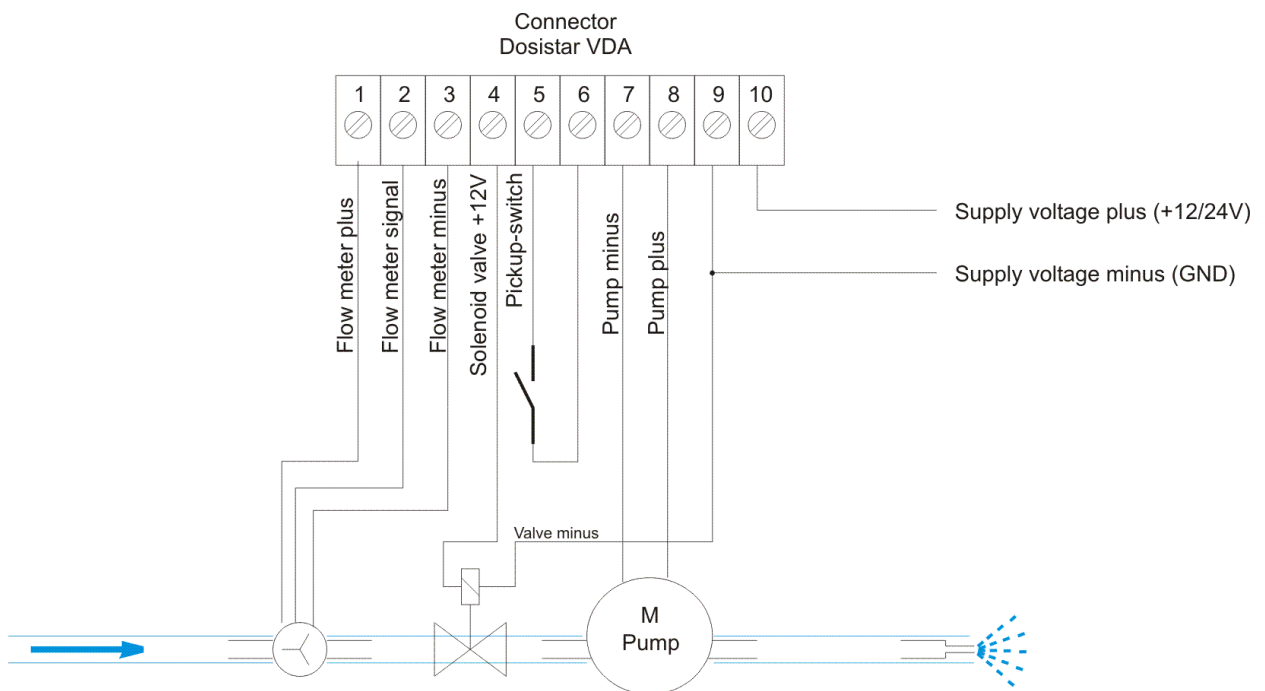 Connector
Dosistar VDA
1 2 3 4 5 6 7 8 9 10
Flow meter plus
Flow meter signal
Flow meter minus
Solenoid valve +12V
Pickup-switch
Pump minus
Pump plus
Supply voltage plus (+12/24V)
Supply voltage minus (GND)
Valve minus
M
Pump